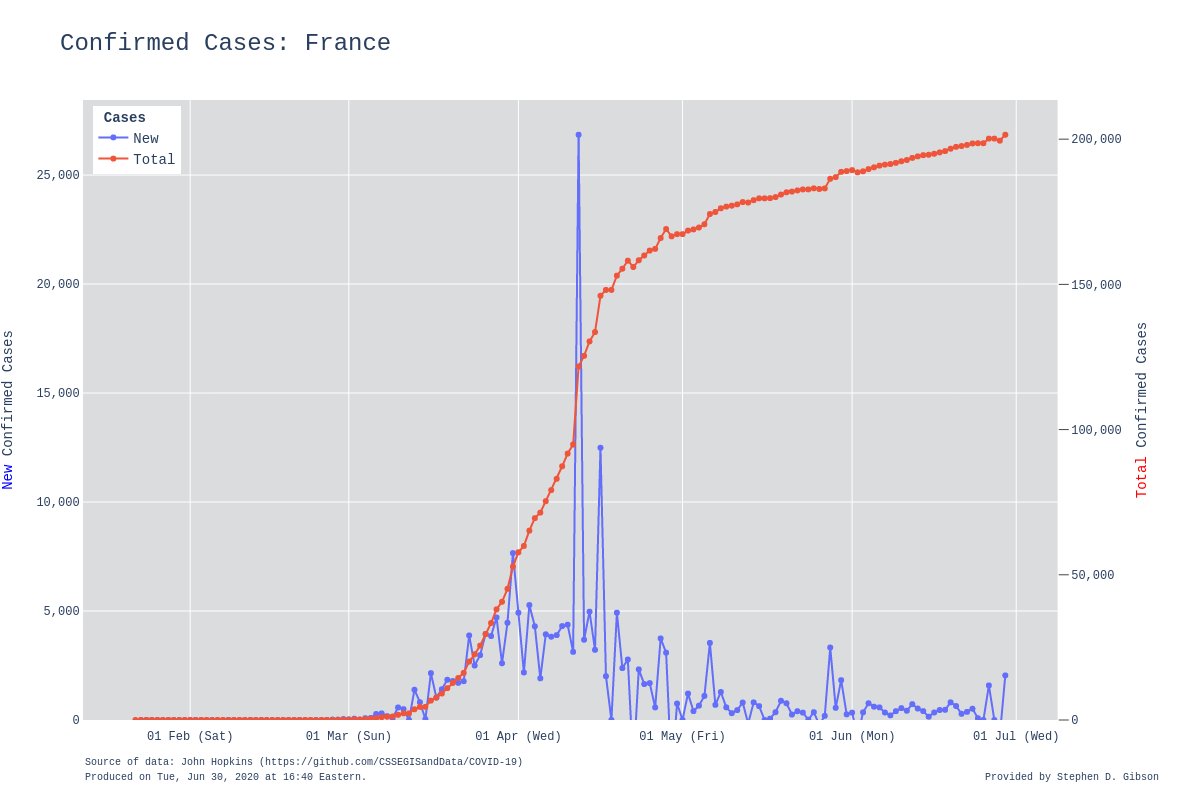 Confirmed Cases: France
Cases
New
Total
25,000
20,000
15,000
10,000
5,000
0
New Confirmed Cases
200,000
150,000
100,000
50,000
0
Total Confirmed Cases
01 Feb (Sat)
01 Mar (Sun)
01 Apr (Wed)
01 May (Fri)
01 Jun (Mon)
01 Jul (Wed)
Source of data: John Hopkins (https://github.com/CSSEGISandData/COVID-19)
Produced on Tue, Jun 30, 2020 at 16:40 Eastern.
Provided by Stephen D. Gibson